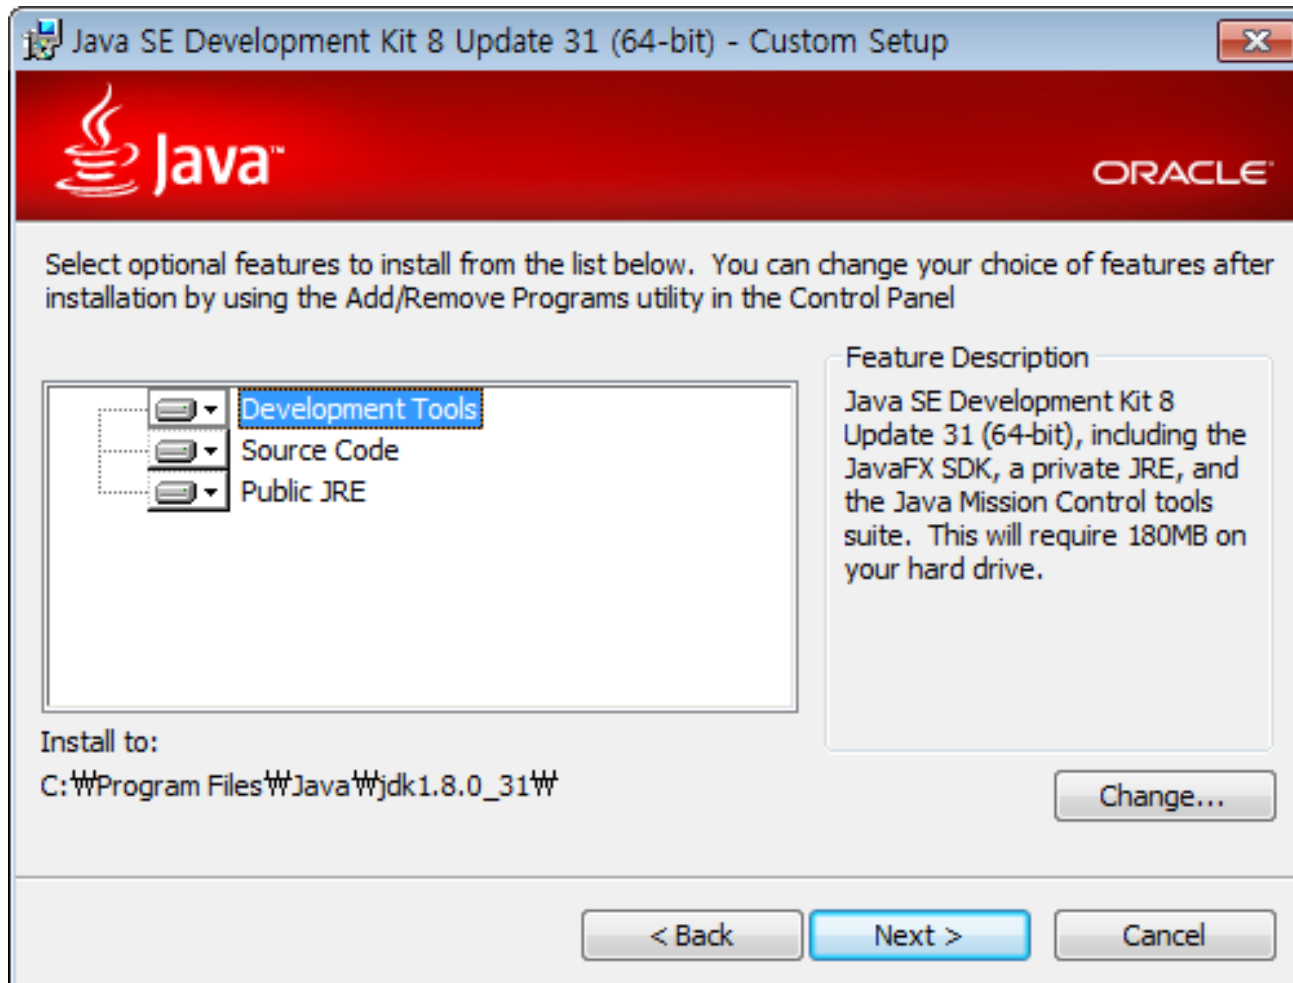 Java SE Development Kit 8 Update 31 (64-bit) - Custom Setup
Java™
ORACLE
Select optional features to install from the list below.  You can change your choice of features after
installation by using the Add/Remove Programs utility in the Control Panel
Development Tools
Source Code
Public JRE
Feature Description
Java SE Development Kit 8
Update 31 (64-bit), including the
JavaFX SDK, a private JRE, and
the Java Mission Control tools
suite.  This will require 180MB on
your hard drive.
Install to:
C:₩Program Files₩Java₩jdk1.8.0_31₩
Change...
< Back
Next >
Cancel